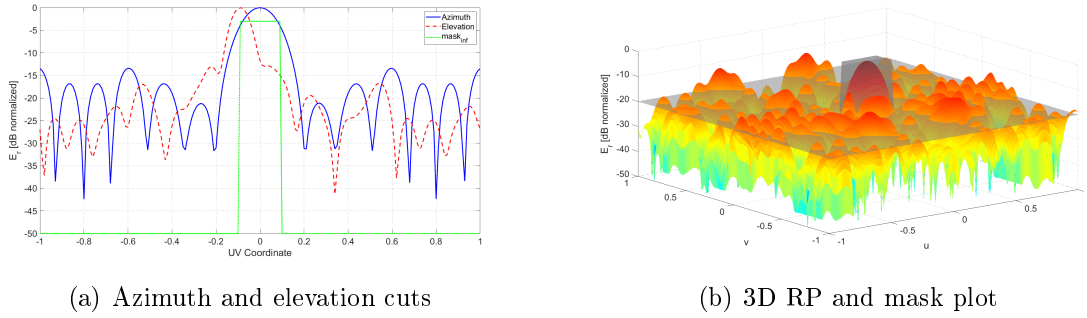 0
-5
-10
-15
-20
-25
-30
-35
-40
-45
-50
E_r [dB normalized]
-1 -0.8 -0.6 -0.4 -0.2 0 0.2 0.4 0.6 0.8 1
UV Coordinate
Azimuth
Elevation
mask_inf
0
-10
-20
-30
-40
-50
E_r [dB normalized]
1 0.5 0 -0.5 -1
v
-1 -0.5 0 0.5
u
(a) Azimuth and elevation cuts
(b) 3D RP and mask plot